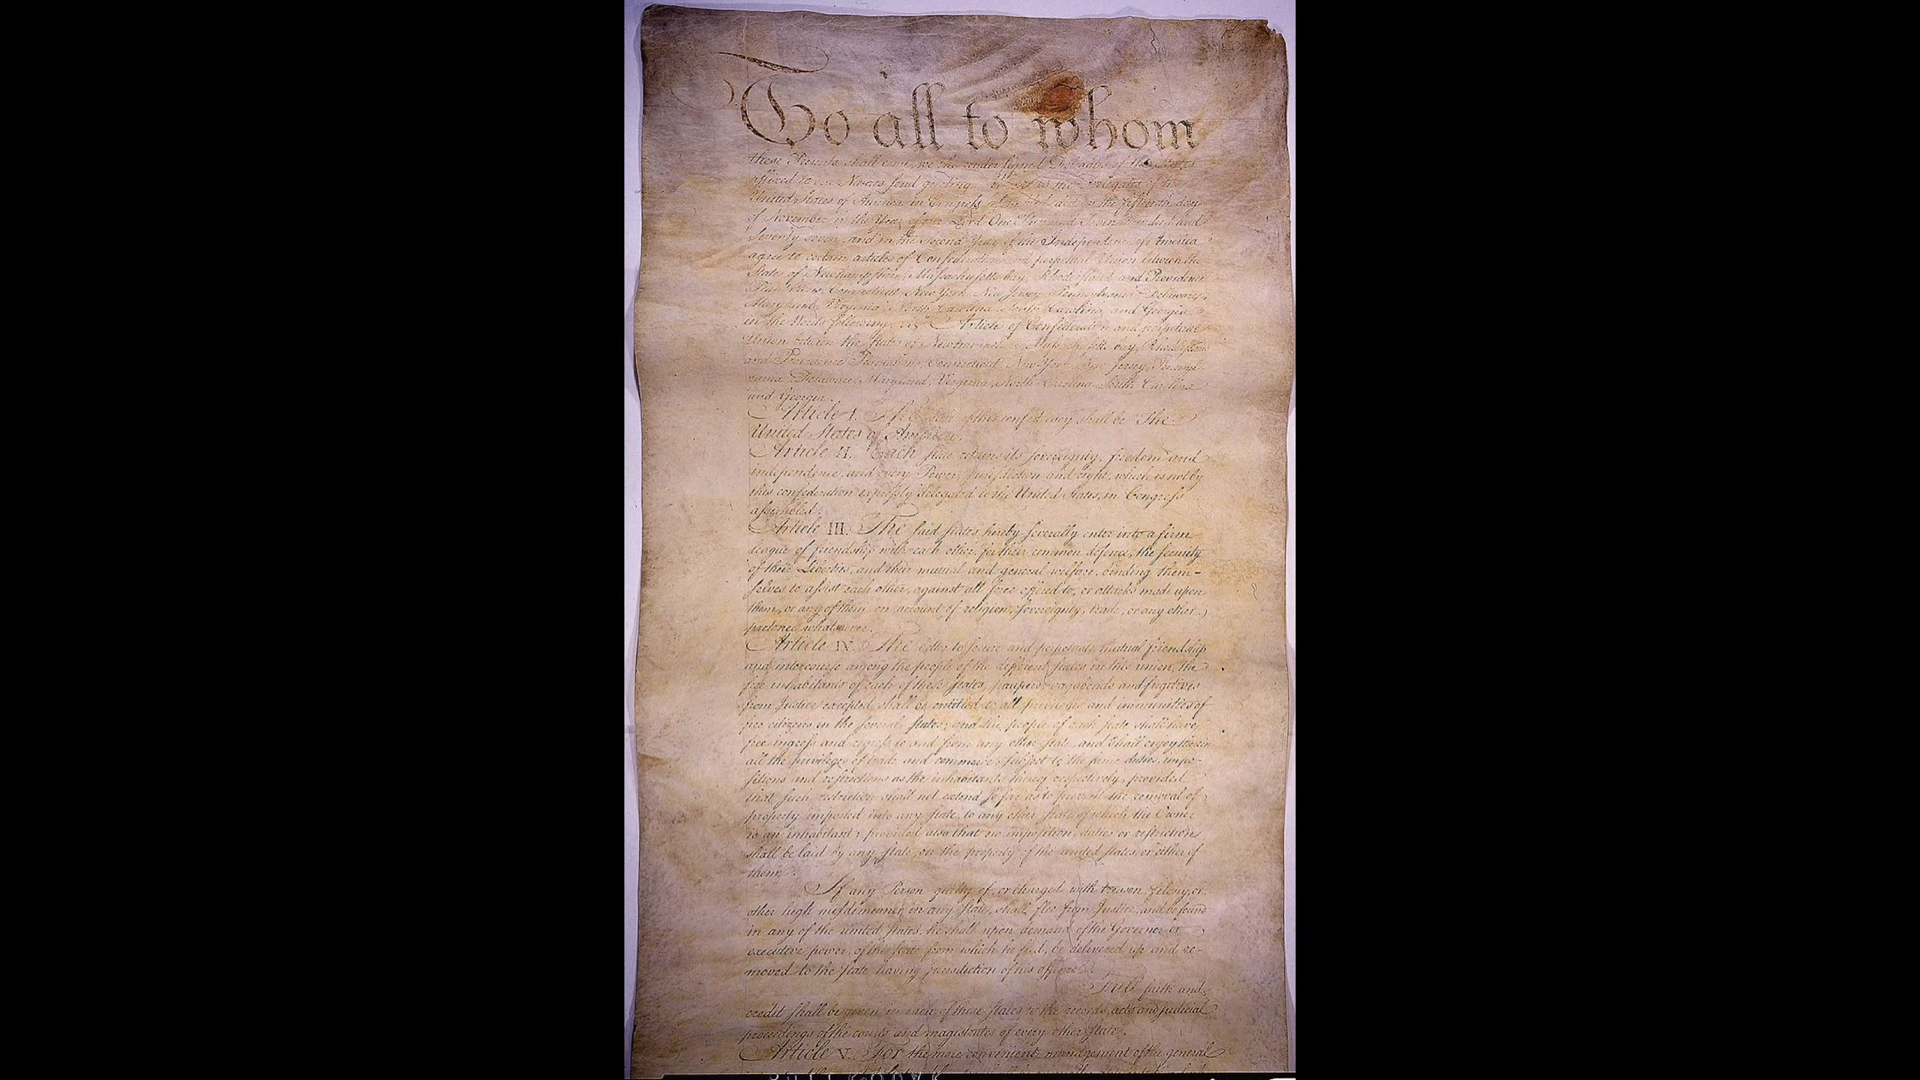 To all to whom
these Presents shall come, we the under signed Delegates of the States
affixed to our Names send greeting. Whereas the Delegates of the
United States of America in Congress assembled did on the fifteenth day
of November in the Year of our Lord One Thousand Seven Hundred and
Seventy seven, and in the Second Year of the Independence of America
agree to certain articles of Confederation and perpetual Union between the
States of Newhampshire, Massachusetts-bay, Rhodeisland and Providence
Plantations, Connecticut, New York, New Jersey, Pennsylvania, Delaware,
Maryland, Virginia, North-Carolina, South-Carolina, and Georgia
in the Words following, viz. Articles of Confederation and perpetual
Union between the States of Newhampshire, Massachusetts-bay, Rhodeisland
and Providence Plantations, Connecticut, New-York, New-Jersey, Pennsyl-
vania, Delaware, Maryland, Virginia, North-Carolina, South-Carolina
and Georgia.
Article I. The Stile of this confederacy shall be "The
United States of America."
Article II. Each state retains its sovereignty, freedom and
independence, and every Power, Jurisdiction and right, which is not by
this confederation expressly delegated to the United States, in Congress
assembled.
Article III. The said states hereby severally enter into a firm
league of friendship with each other, for their common defence, the security
of their Liberties, and their mutual and general welfare, binding them-
selves to assist each other, against all force offered to, or attacks made upon
them, or any of them, on account of religion, sovereignty, trade, or any other
pretence whatever.
Article IV. The better to secure and perpetuate mutual friendship
and intercourse among the people of the different states in this union, the
free inhabitants of each of these states, paupers, vagabonds and fugitives
from Justice excepted, shall be entitled to all privileges and immunities of
free citizens in the several states; and the people of each state shall have
free ingress and regress to and from any other state, and shall enjoy therein
all the privileges of trade and commerce, subject to the same duties, impo-
sitions and restrictions as the inhabitants thereof respectively, provided
that such restriction shall not extend so far as to prevent the removal of
property imported into any state, to any other state of which the Owner
is an inhabitant; provided also that no imposition, duties or restriction
shall be laid by any state, on the property of the united states, or either of
them.
If any Person guilty of, or charged with treason, felony, or
other high misdemeanor in any state, shall flee from Justice, and be found
in any of the united states, he shall upon demand of the Governor or
executive power, of the state from which he fled, be delivered up and re-
moved to the state having jurisdiction of his offence.
Full faith and
credit shall be given in each of these states to the records, acts and judicial
proceedings of the courts and magistrates of every other state.
Article V. For the more convenient management of the general